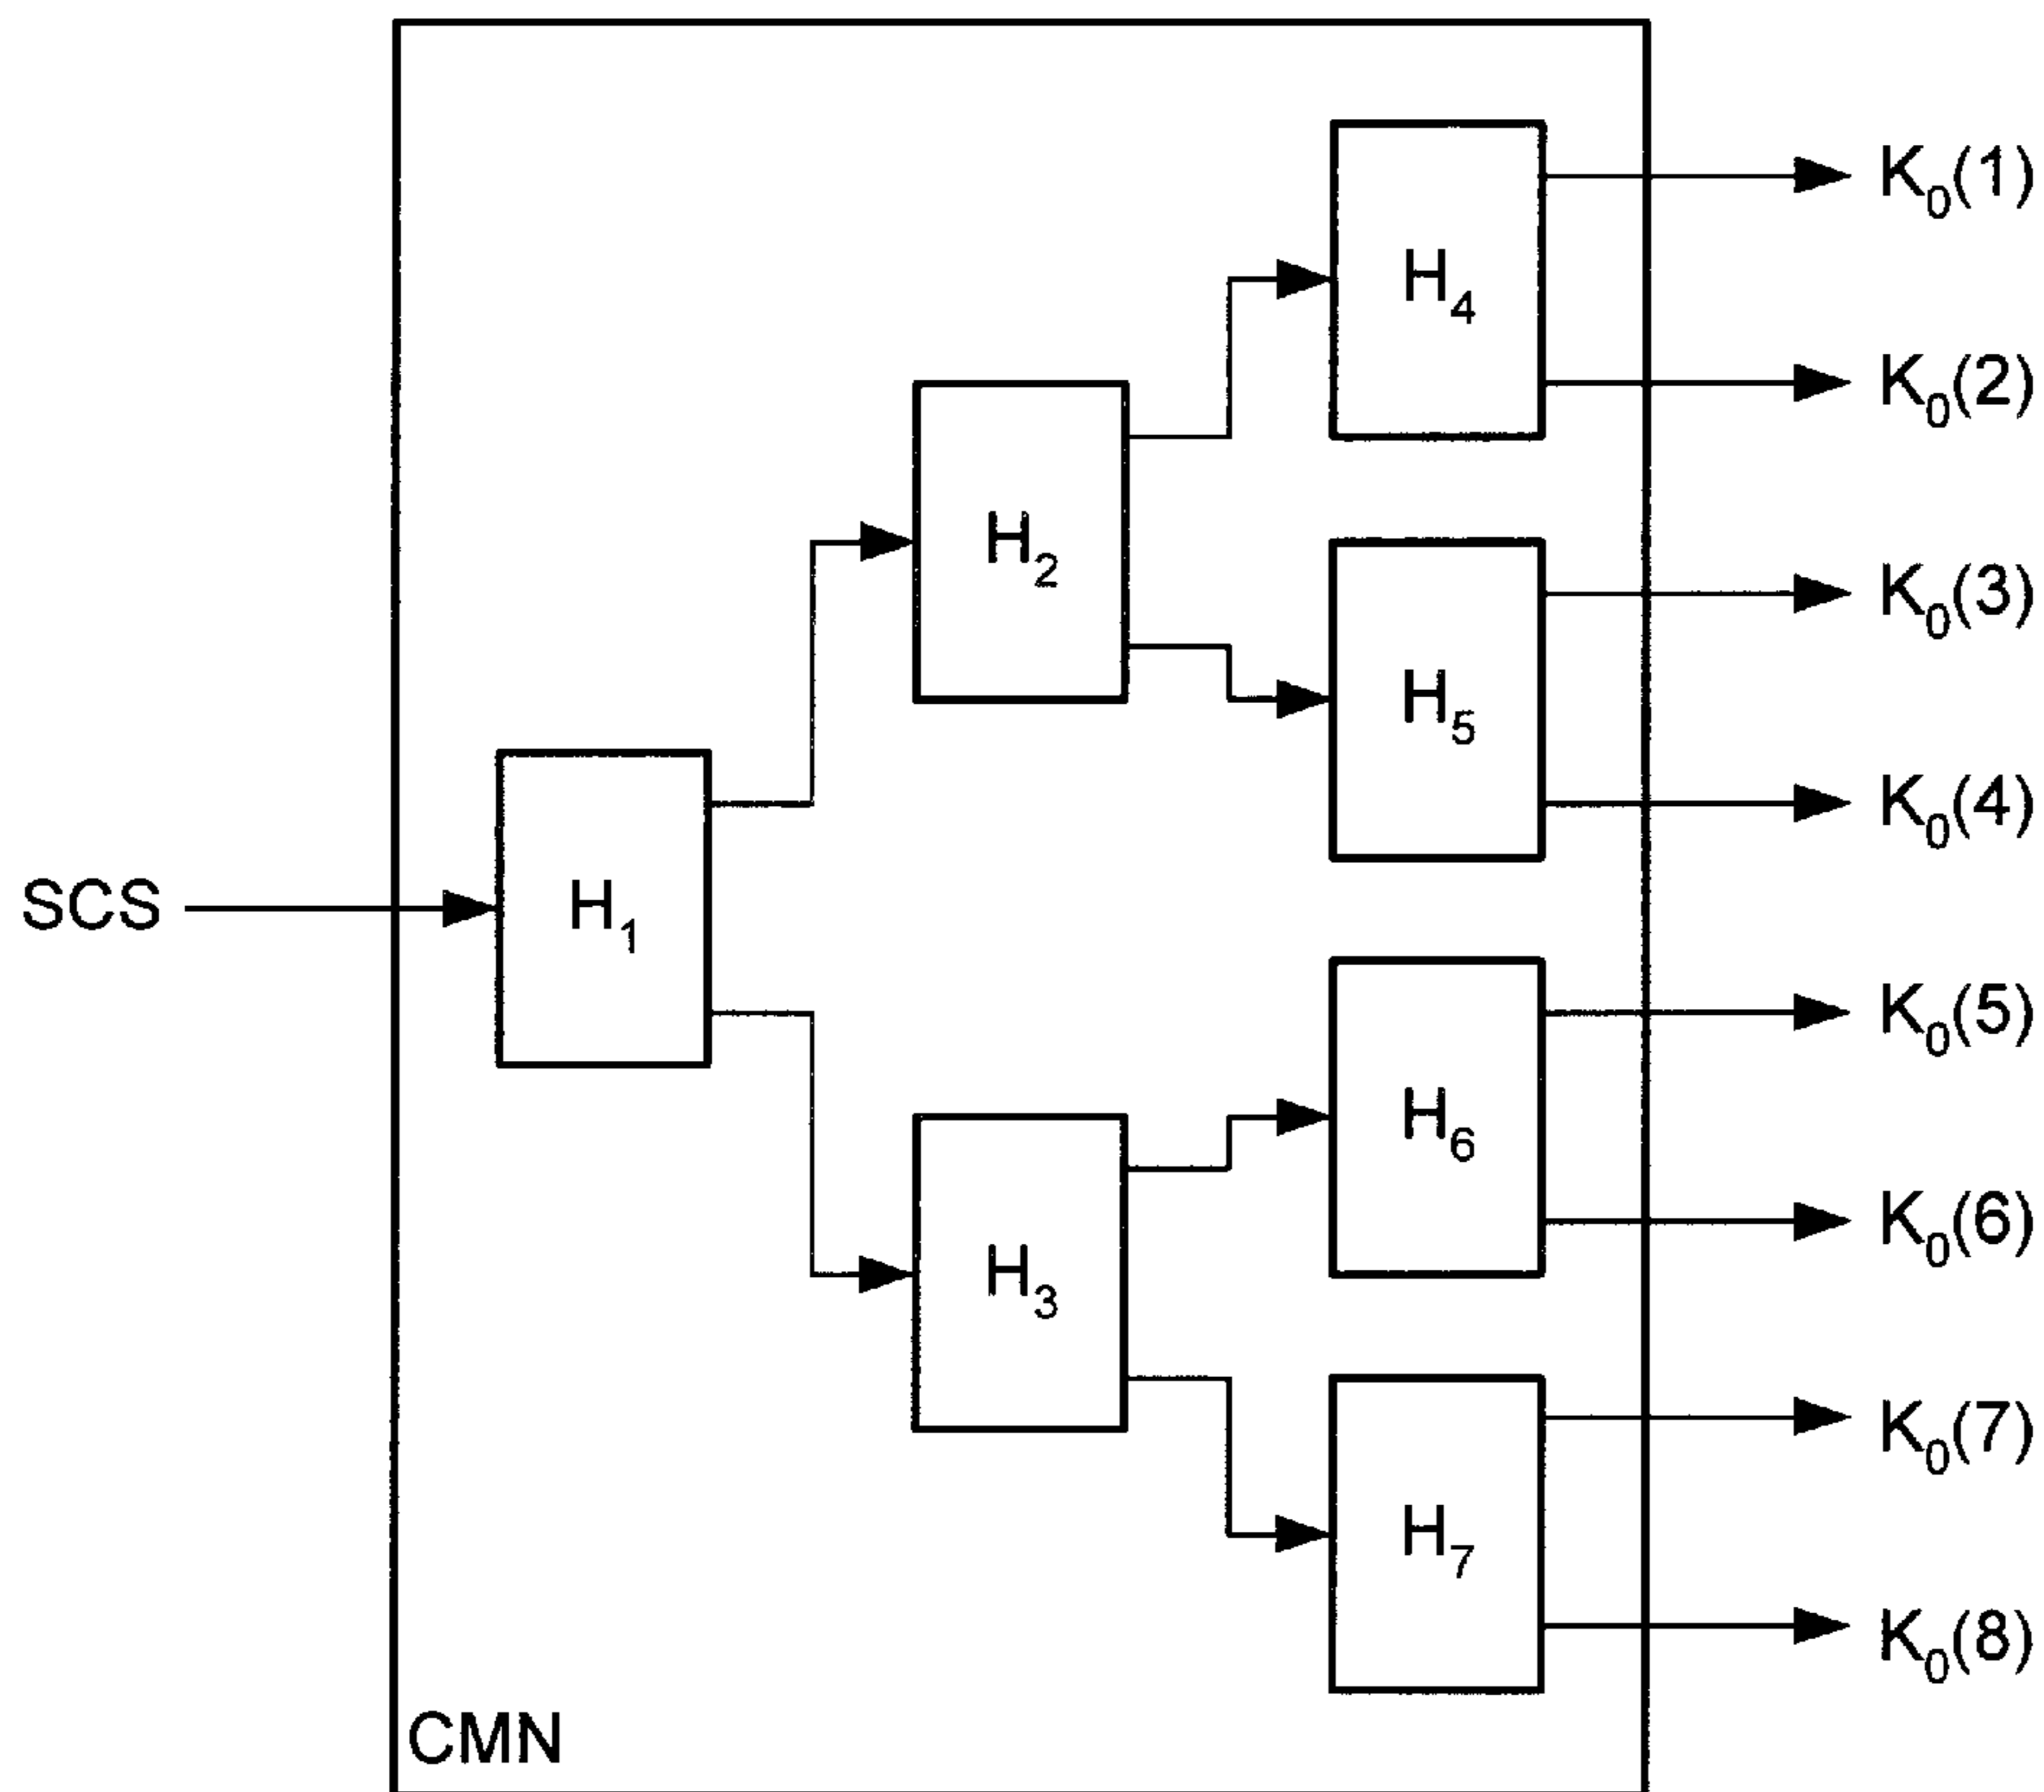 K₀(1)
H₄
K₀(2)
H₂
K₀(3)
H₅
K₀(4)
SCS
H₁
K₀(5)
H₆
K₀(6)
H₃
K₀(7)
H₇
K₀(8)
CMN